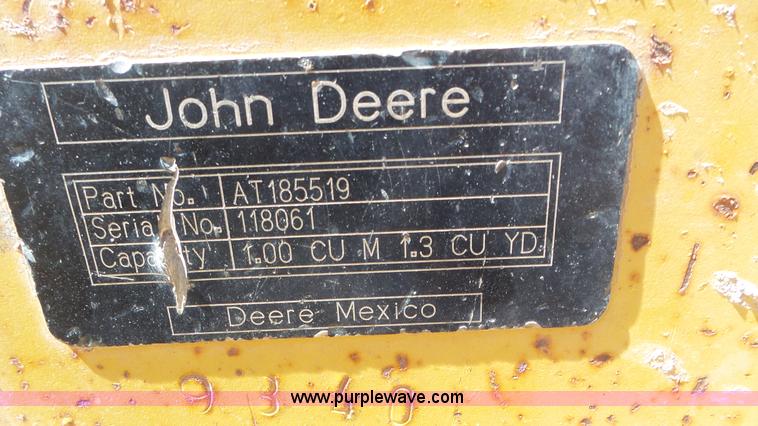 John Deere
Part No. AT185519
Serial No. 118061
Capacity 1.00 CU M 1.3 CU YD
Deere Mexico
9340
www.purplewave.com